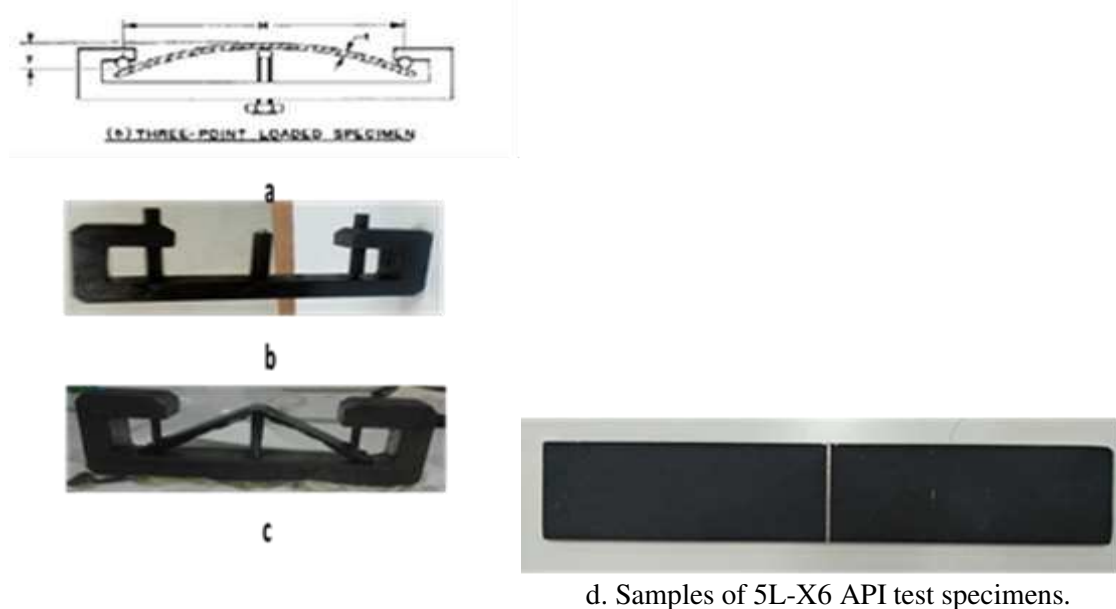 (b) THREE-POINT LOADED SPECIMEN
a
b
c
d. Samples of 5L-X6 API test specimens.